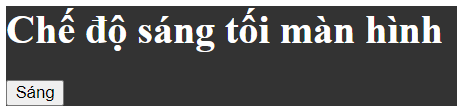 Chế độ sáng tối màn hình
Sáng